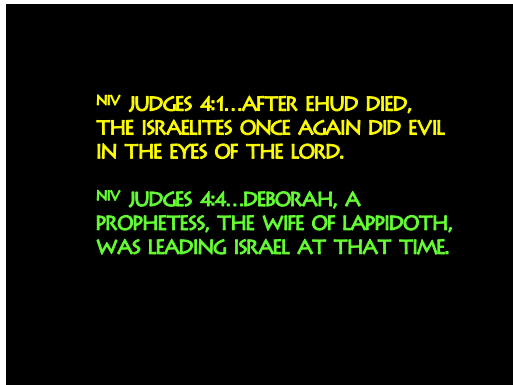 NIV JUDGES 4:1...AFTER EHUD DIED,
THE ISRAELITES ONCE AGAIN DID EVIL
IN THE EYES OF THE LORD.
NIV JUDGES 4:4...DEBORAH, A
PROPHETESS, THE WIFE OF LAPPIDOTH,
WAS LEADING ISRAEL AT THAT TIME.